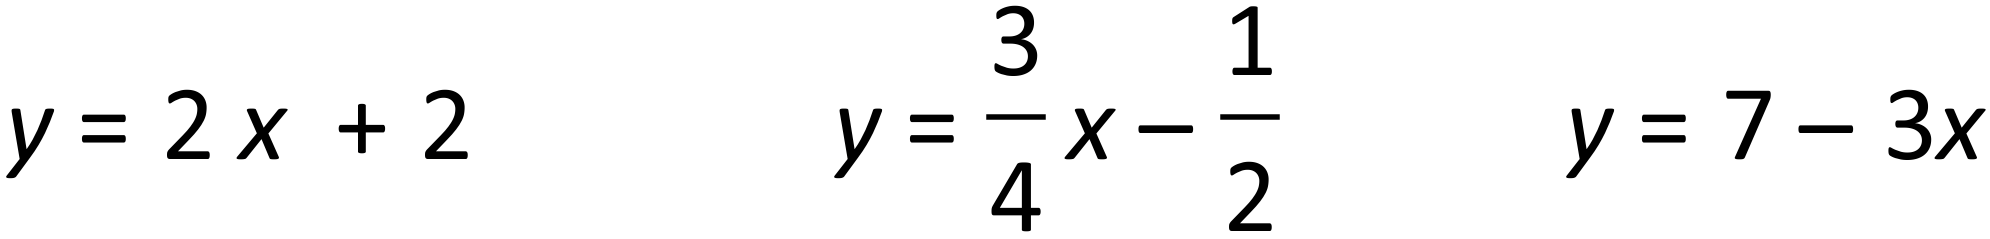 y = 2 x + 2
y = 3/4 x − 1/2
y = 7 − 3x